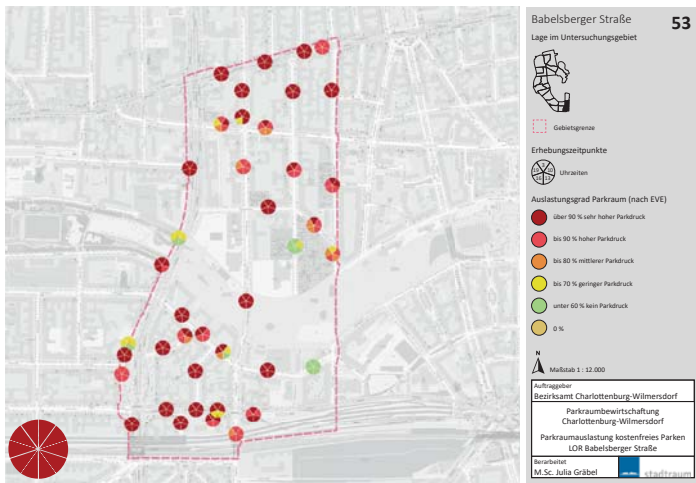 Babelsberger Straße
53
Lage im Untersuchungsgebiet
Gebietsgrenze
Erhebungszeitpunkte
Uhrzeiten
Auslastungsgrad Parkraum (nach EVE)
über 90 % sehr hoher Parkdruck
bis 90 % hoher Parkdruck
bis 80 % mittlerer Parkdruck
bis 70 % geringer Parkdruck
unter 60 % kein Parkdruck
0 %
N
Maßstab 1 : 12.000
Auftraggeber
Bezirksamt Charlottenburg-Wilmersdorf
Parkraumbewirtschaftung
Charlottenburg-Wilmersdorf
Parkraumauslastung kostenfreies Parken
LOR Babelsberger Straße
Berarbeitet
M.Sc. Julia Gräbel
stadtraum